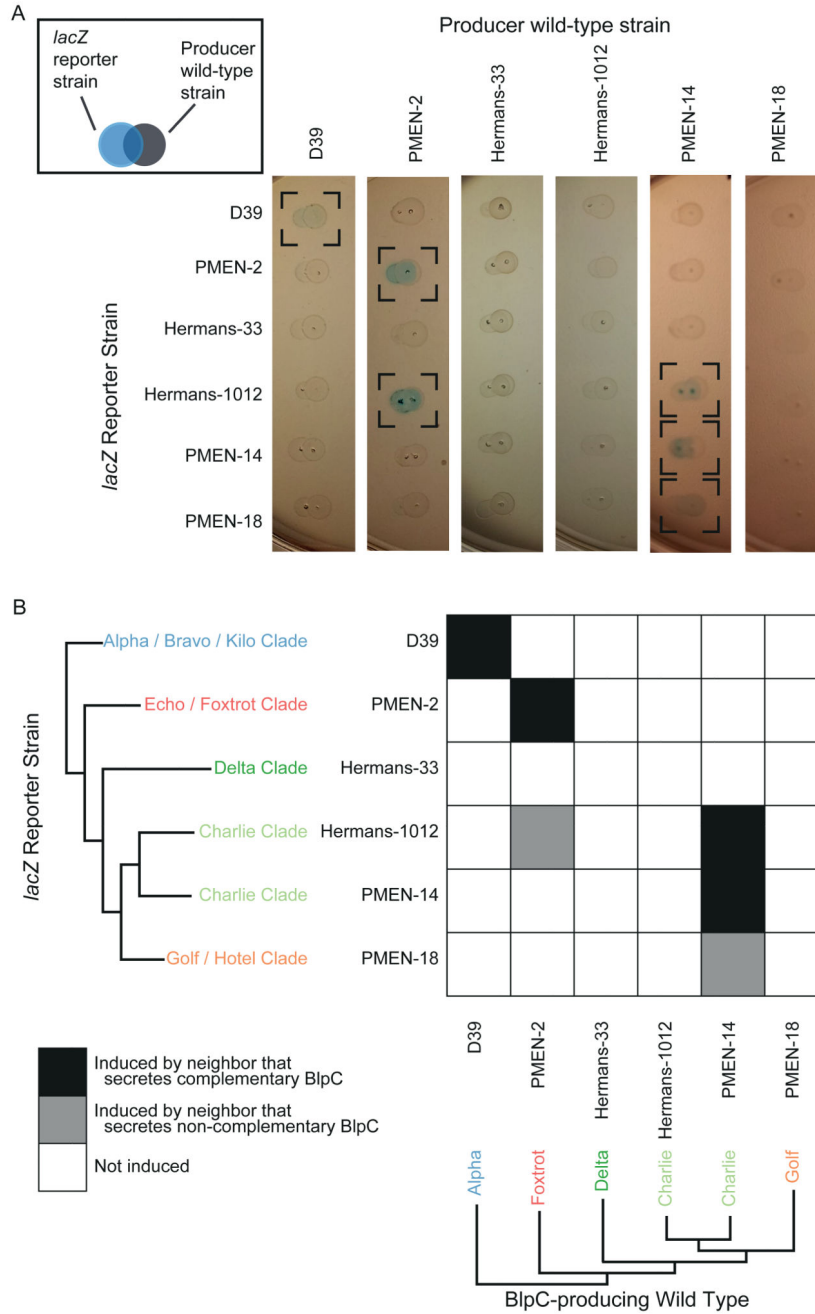 A
Producer wild-type strain
lacZ
reporter
strain
Producer
wild-type
strain
D39
PMEN-2
Hermans-33
Hermans-1012
PMEN-14
PMEN-18
lacZ Reporter Strain
D39
PMEN-2
Hermans-33
Hermans-1012
PMEN-14
PMEN-18
B
lacZ Reporter Strain
Alpha / Bravo / Kilo Clade
Echo / Foxtrot Clade
Delta Clade
Charlie Clade
Charlie Clade
Golf / Hotel Clade
D39
PMEN-2
Hermans-33
Hermans-1012
PMEN-14
PMEN-18
Induced by neighbor that
secretes complementary BlpC
Induced by neighbor that
secretes non-complementary BlpC
Not induced
D39
PMEN-2
Hermans-33
Hermans-1012
PMEN-14
PMEN-18
Alpha
Foxtrot
Delta
Charlie
Charlie
Golf
BlpC-producing Wild Type